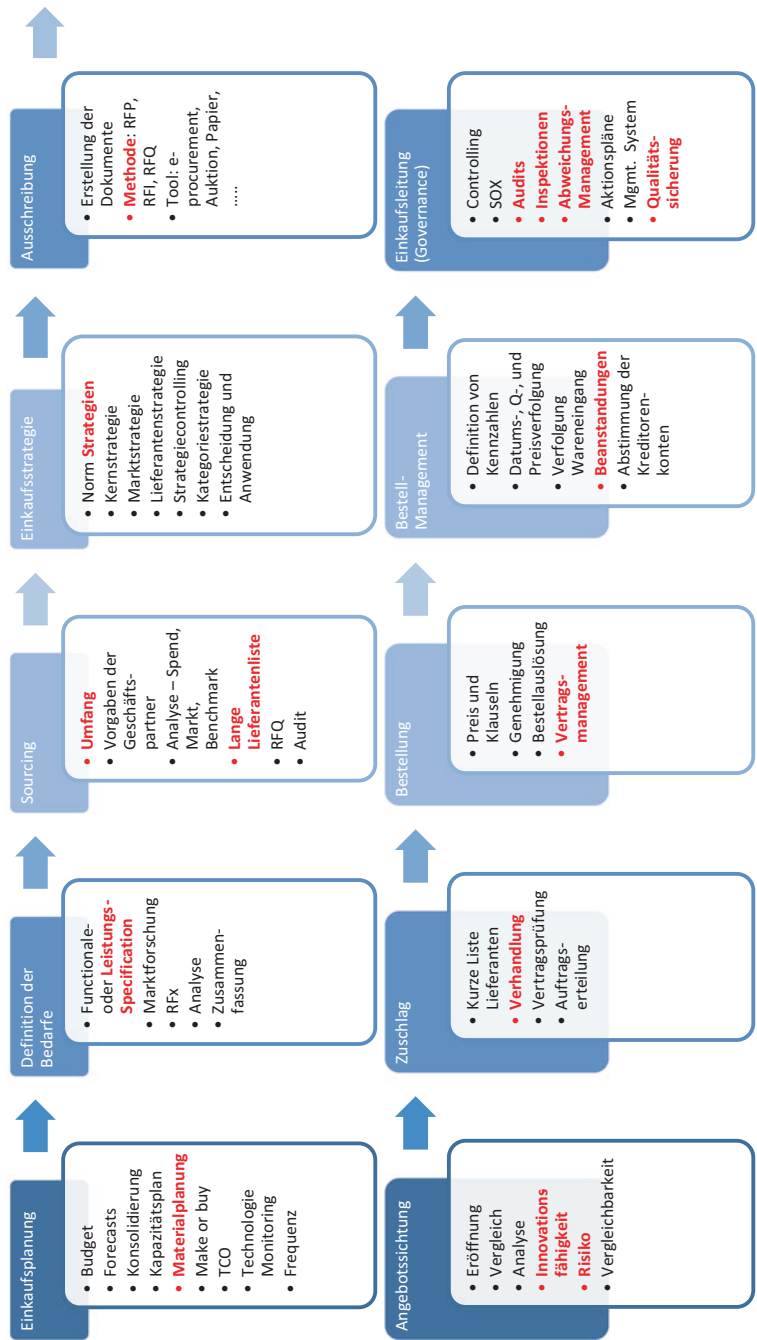 Einkaufsplanung
• Budget
• Forecasts
• Konsolidierung
• Kapazitätsplan
• Materialplanung
• Make or buy
• TCO
• Technologie
Monitoring
• Frequenz
Definition der
Bedarfe
• Functionale-
oder Leistungs-
Specification
• Marktforschung
• RFx
• Analyse
• Zusammen-
fassung
Sourcing
• Umfang
• Vorgaben der
Geschäfts-
partner
• Analyse – Spend,
Markt,
Benchmark
• Lange
Lieferantenliste
• RFQ
• Audit
Einkaufsstrategie
• Norm Strategien
• Kernstrategie
• Marktstrategie
• Lieferantenstrategie
• Strategiecontrolling
• Kategoriestrategie
• Entscheidung und
Anwendung
Ausschreibung
• Erstellung der
Dokumente
• Methode: RFP,
RFI, RFQ
• Tool: e-
procurement,
Auktion, Papier,
.....
Angebotssichtung
• Eröffnung
• Vergleich
• Analyse
• Innovations
fähigkeit
• Risiko
• Vergleichbarkeit
Zuschlag
• Kurze Liste
Lieferanten
• Verhandlung
• Vertragsprüfung
• Auftrags-
erteilung
Bestellung
• Preis und
Klauseln
• Genehmigung
• Bestellauslösung
• Vertrags-
management
Bestell-
Management
• Definition von
Kennzahlen
• Datums-, Q-, und
Preisverfolgung
• Verfolgung
Wareneingang
• Beanstandungen
• Abstimmung der
Kreditoren-
konten
Einkaufsleitung
(Governance)
• Controlling
• SOX
• Audits
• Inspektionen
• Abweichungs-
Management
• Aktionspläne
• Mgmt. System
• Qualitäts-
sicherung